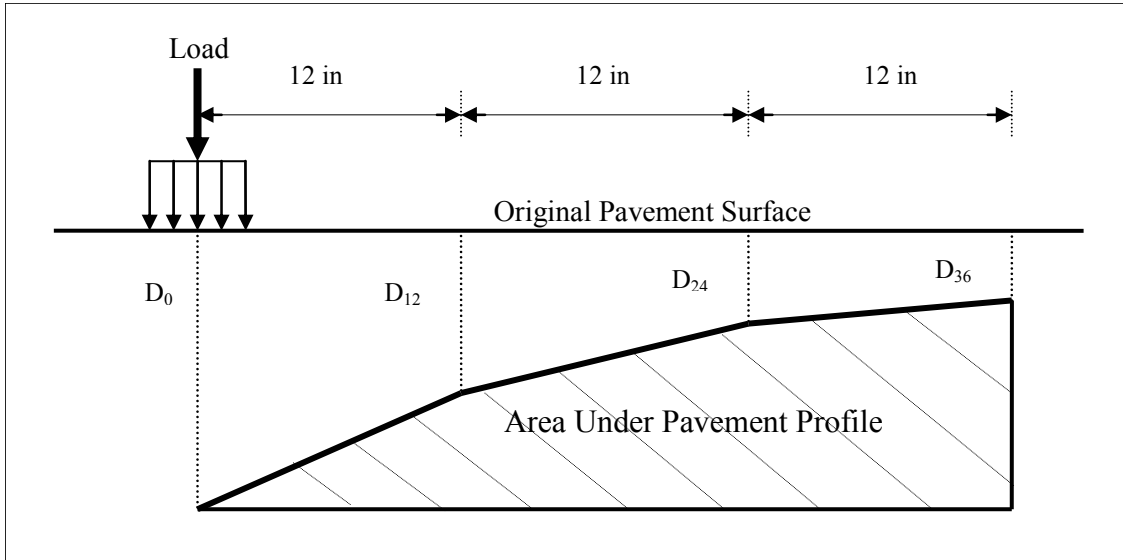 Load
12 in
12 in
12 in
Original Pavement Surface
D₀
D₁₂
D₂₄
D₃₆
Area Under Pavement Profile